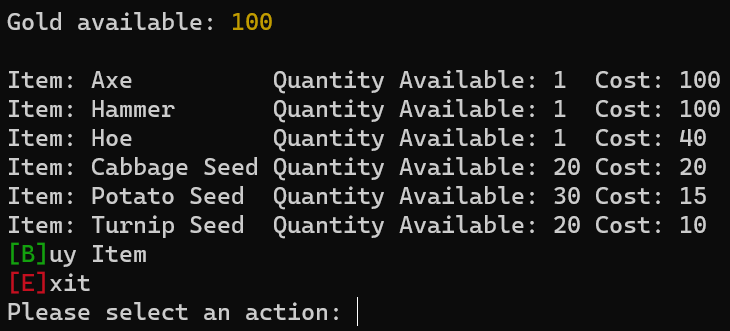 Gold available: 100
Item: Axe          Quantity Available: 1  Cost: 100
Item: Hammer       Quantity Available: 1  Cost: 100
Item: Hoe          Quantity Available: 1  Cost: 40
Item: Cabbage Seed Quantity Available: 20 Cost: 20
Item: Potato Seed  Quantity Available: 30 Cost: 15
Item: Turnip Seed  Quantity Available: 20 Cost: 10
[B]uy Item
[E]xit
Please select an action: